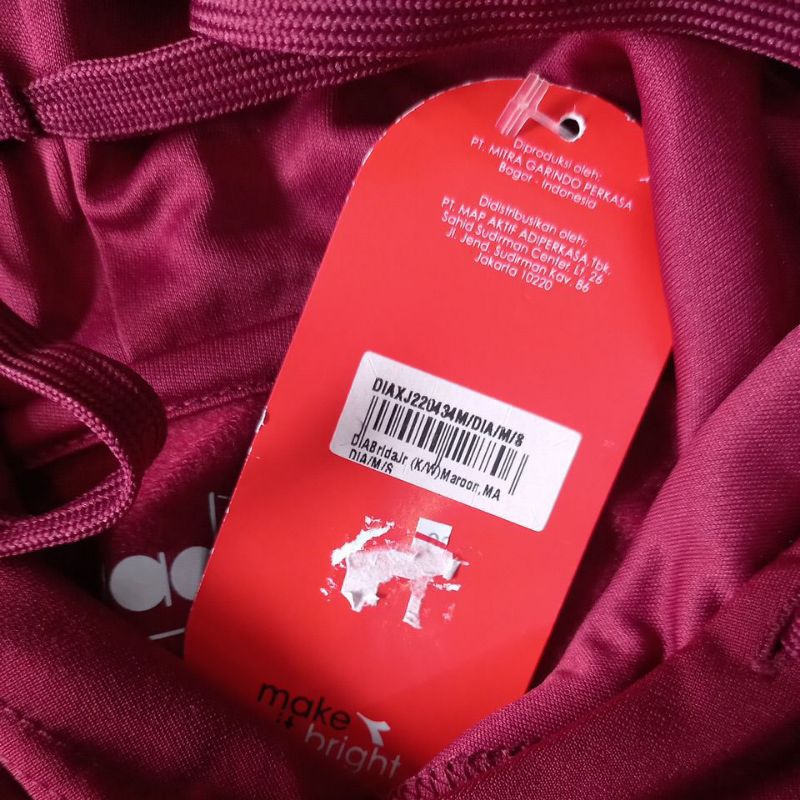 Diproduksi oleh:
PT. MITRA GARINDO PERKASA
Bogor - Indonesia
Didistribusikan oleh:
PT. MAP AKTIF ADIPERKASA Tbk.
Sahid Sudirman Center Lt. 26
Jl. Jend. Sudirman Kav. 86
Jakarta 10220
DIAXJ220434M/DIA/M/S
DIABridaJr (K/W)Maroon,MA
DIA/M/S
make
it
bright